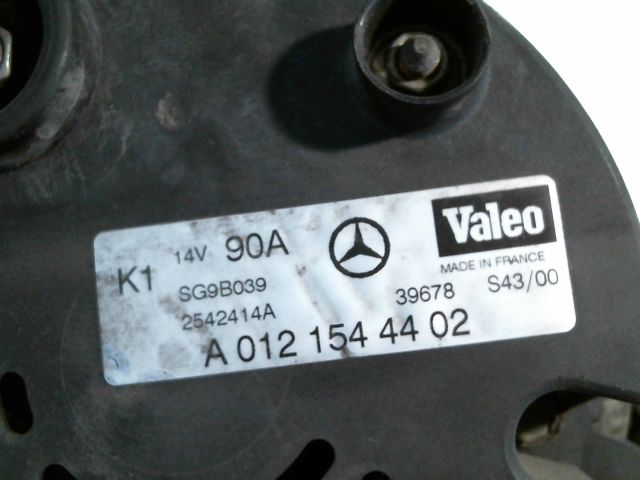 K1 14V 90A
Valeo
MADE IN FRANCE
SG9B039 39678 S43/00
2542414A
A 012 154 44 02